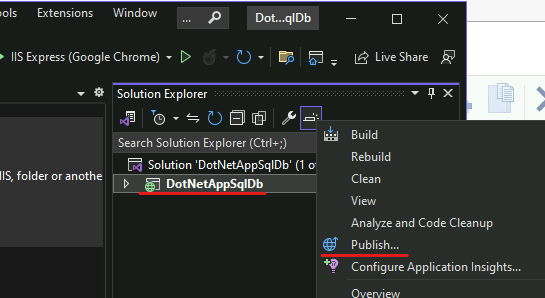 ols Extensions Window Dot...qlDb
IIS Express (Google Chrome) Live Share
Solution Explorer
Search Solution Explorer (Ctrl+;)
Solution 'DotNetAppSqlDb' (1 o
DotNetAppSqlDb
IIS, folder or anothe
Build
Rebuild
Clean
View
Analyze and Code Cleanup
Publish...
Configure Application Insights...
Overview